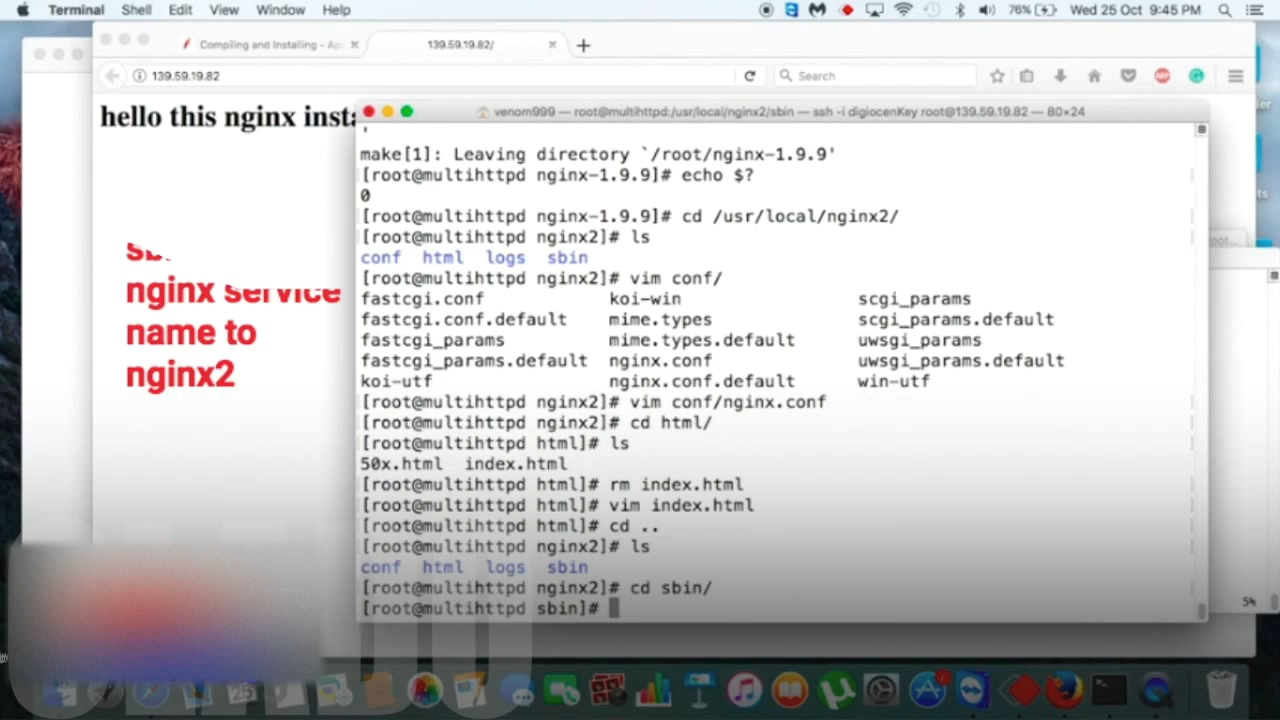 Terminal Shell Edit View Window Help 76% Wed 25 Oct 9:45 PM
Compiling and Installing - Ap
139.59.19.82/
139.59.19.82
Search
hello this nginx insta
venom999 — root@multihttpd:/usr/local/nginx2/sbin — ssh -i digiocenKey root@139.59.19.82 — 80×24
make[1]: Leaving directory `/root/nginx-1.9.9'
[root@multihttpd nginx-1.9.9]# echo $?
0
[root@multihttpd nginx-1.9.9]# cd /usr/local/nginx2/
[root@multihttpd nginx2]# ls
conf html logs sbin
[root@multihttpd nginx2]# vim conf/
fastcgi.conf koi-win scgi_params
fastcgi.conf.default mime.types scgi_params.default
fastcgi_params mime.types.default uwsgi_params
fastcgi_params.default nginx.conf uwsgi_params.default
koi-utf nginx.conf.default win-utf
[root@multihttpd nginx2]# vim conf/nginx.conf
[root@multihttpd nginx2]# cd html/
[root@multihttpd html]# ls
50x.html index.html
[root@multihttpd html]# rm index.html
[root@multihttpd html]# vim index.html
[root@multihttpd html]# cd ..
[root@multihttpd nginx2]# ls
conf html logs sbin
[root@multihttpd nginx2]# cd sbin/
[root@multihttpd sbin]#
nginx service
name to
nginx2
5%